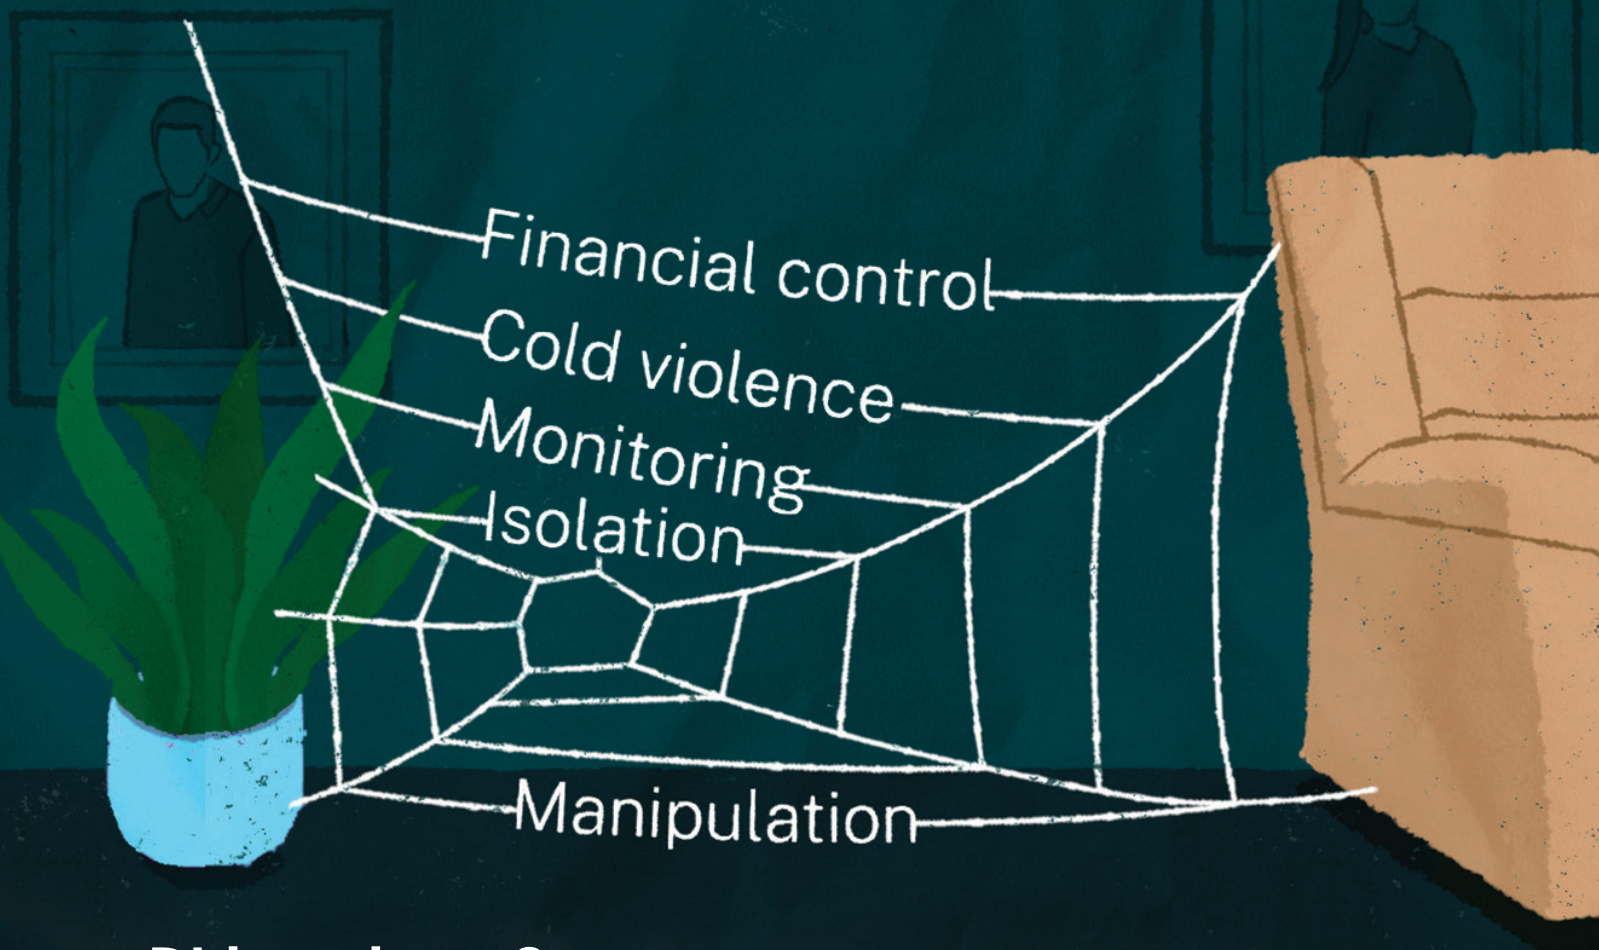 Financial control
Cold violence
Monitoring
Isolation
Manipulation